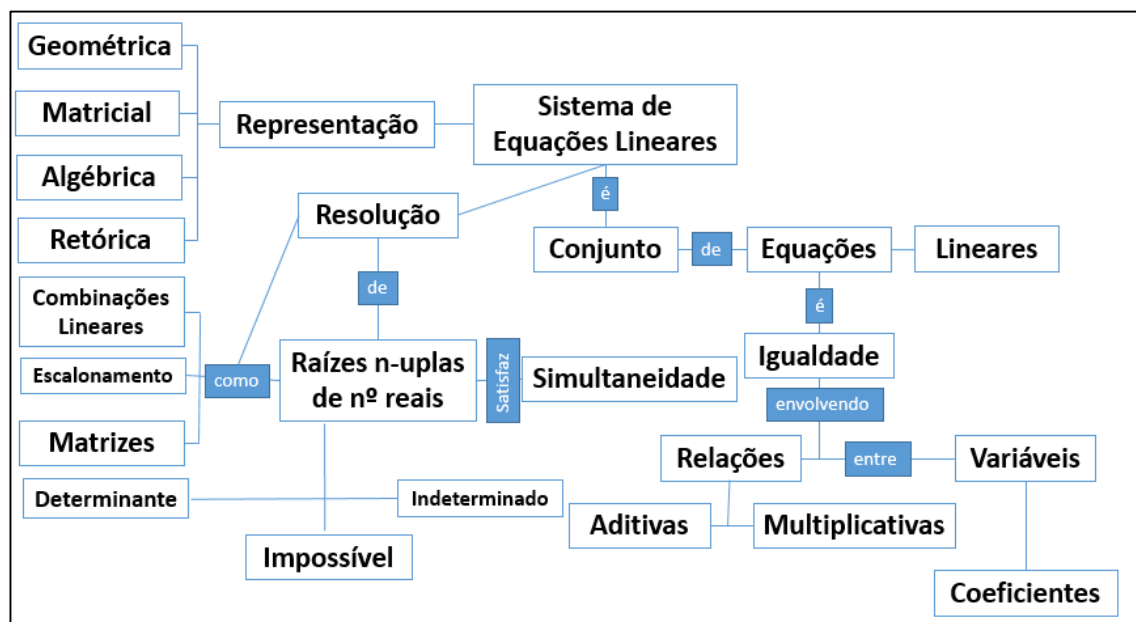 Geométrica
Matricial
Algébrica
Retórica
Representação
Sistema de
Equações Lineares
é
Resolução
Conjunto
de
Equações
Lineares
de
é
Igualdade
envolvendo
Combinações
Lineares
Escalonamento
Matrizes
como
Raízes n-uplas
de nº reais
Satisfaz
Simultaneidade
Relações
entre
Variáveis
Determinante
Indeterminado
Impossível
Aditivas
Multiplicativas
Coeficientes